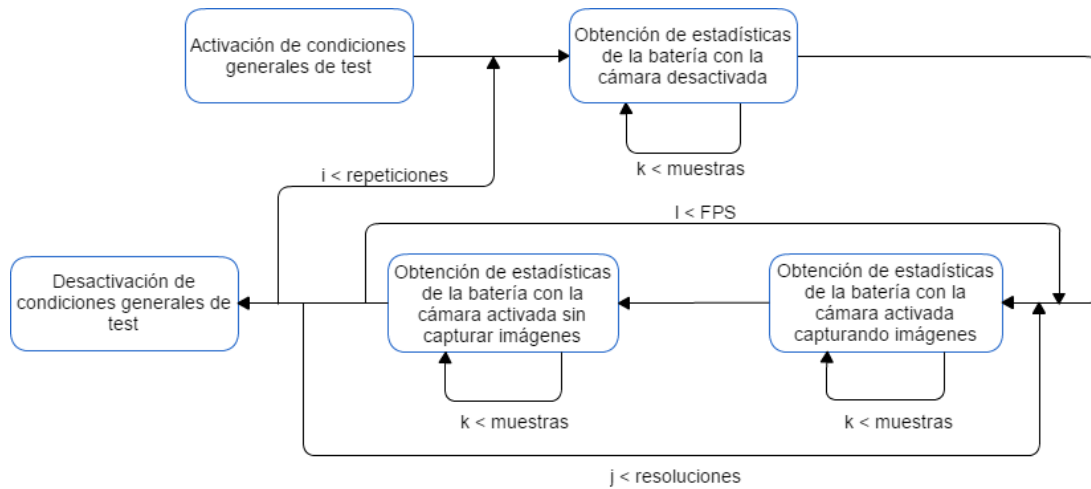 Activación de condiciones
generales de test
Obtención de estadísticas
de la batería con la
cámara desactivada
k < muestras
i < repeticiones
l < FPS
Desactivación de
condiciones generales de
test
Obtención de estadísticas
de la batería con la
cámara activada sin
capturar imágenes
Obtención de estadísticas
de la batería con la
cámara activada
capturando imágenes
k < muestras
k < muestras
j < resoluciones